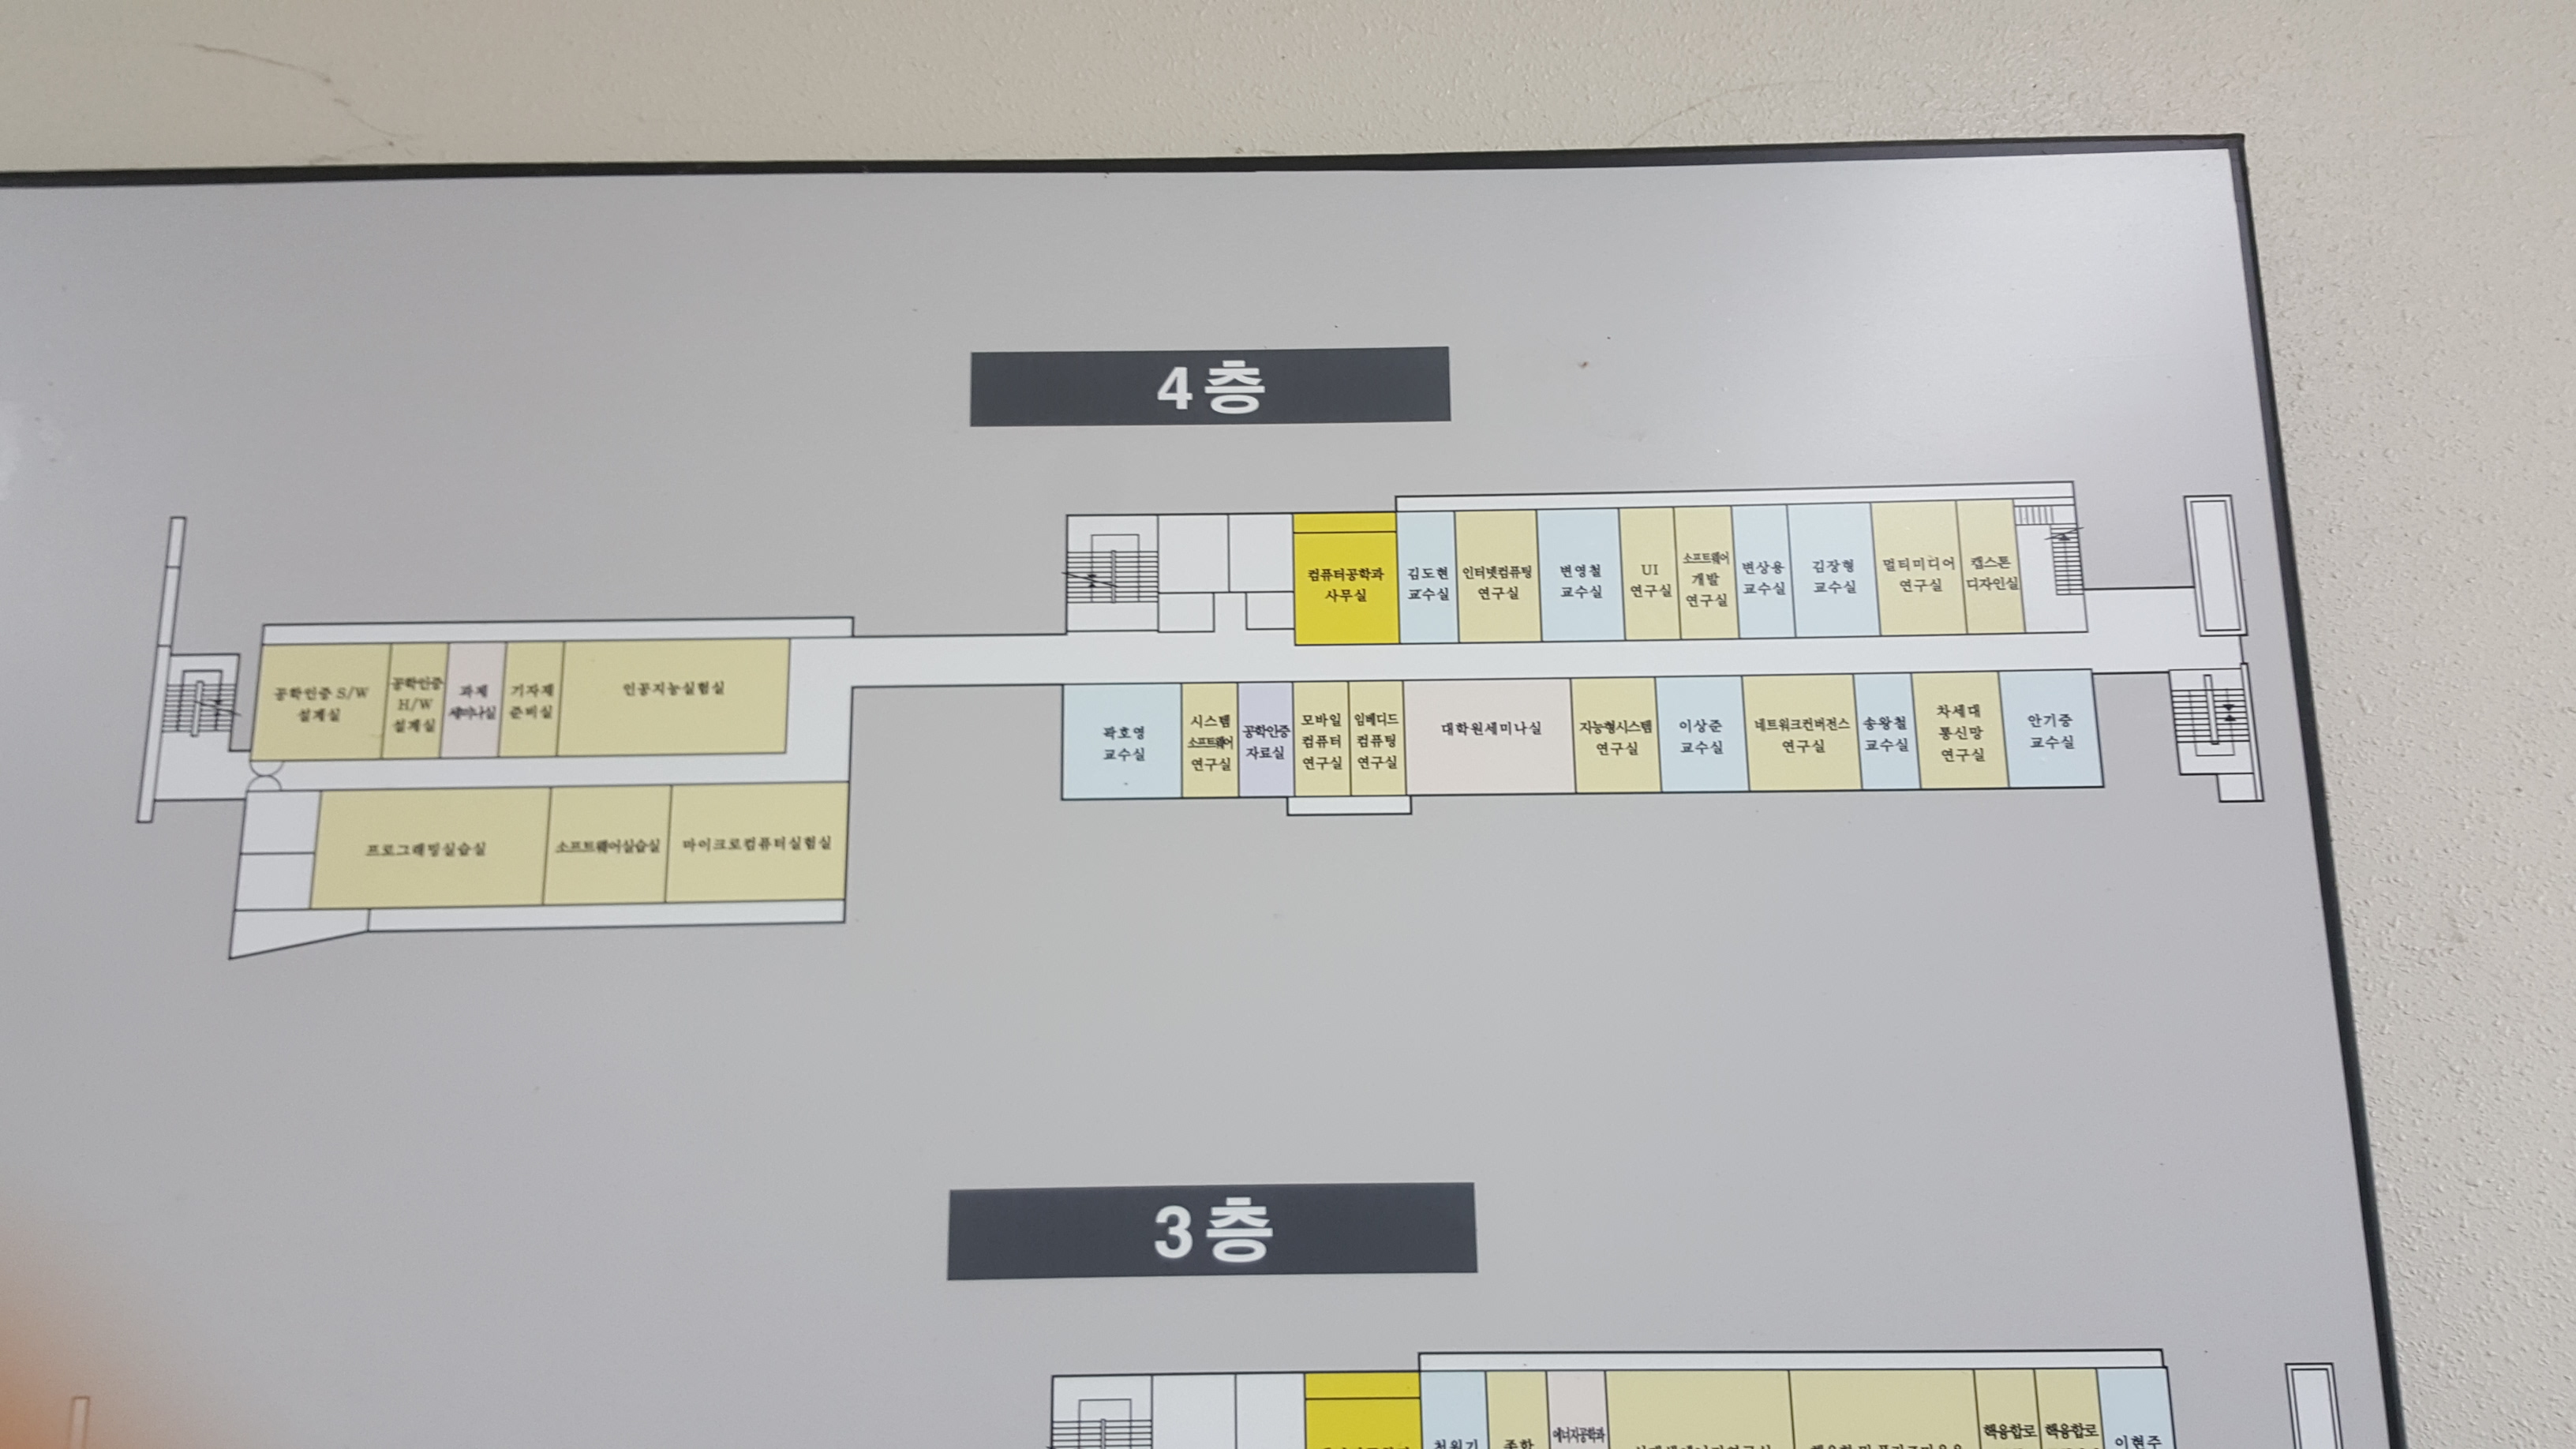 4층
컴퓨터공학과
사무실
김도현
교수실
인터넷컴퓨팅
연구실
변영철
교수실
UI
연구실
소프트웨어
개발
연구실
변상용
교수실
김장형
교수실
멀티미디어
연구실
캡스톤
디자인실
공학인증 S/W
설계실
공학인증
H/W
설계실
과제
세미나실
기자재
준비실
인공지능실험실
곽호영
교수실
시스템
소프트웨어
연구실
공학인증
자료실
모바일
컴퓨터
연구실
임베디드
컴퓨팅
연구실
대학원세미나실
지능형시스템
연구실
이상준
교수실
네트워크컨버전스
연구실
송왕철
교수실
차세대
통신망
연구실
안기중
교수실
프로그래밍실습실
소프트웨어실습실
마이크로컴퓨터실험실
3층
에너지공학과
핵융합로
핵융합로
이현주